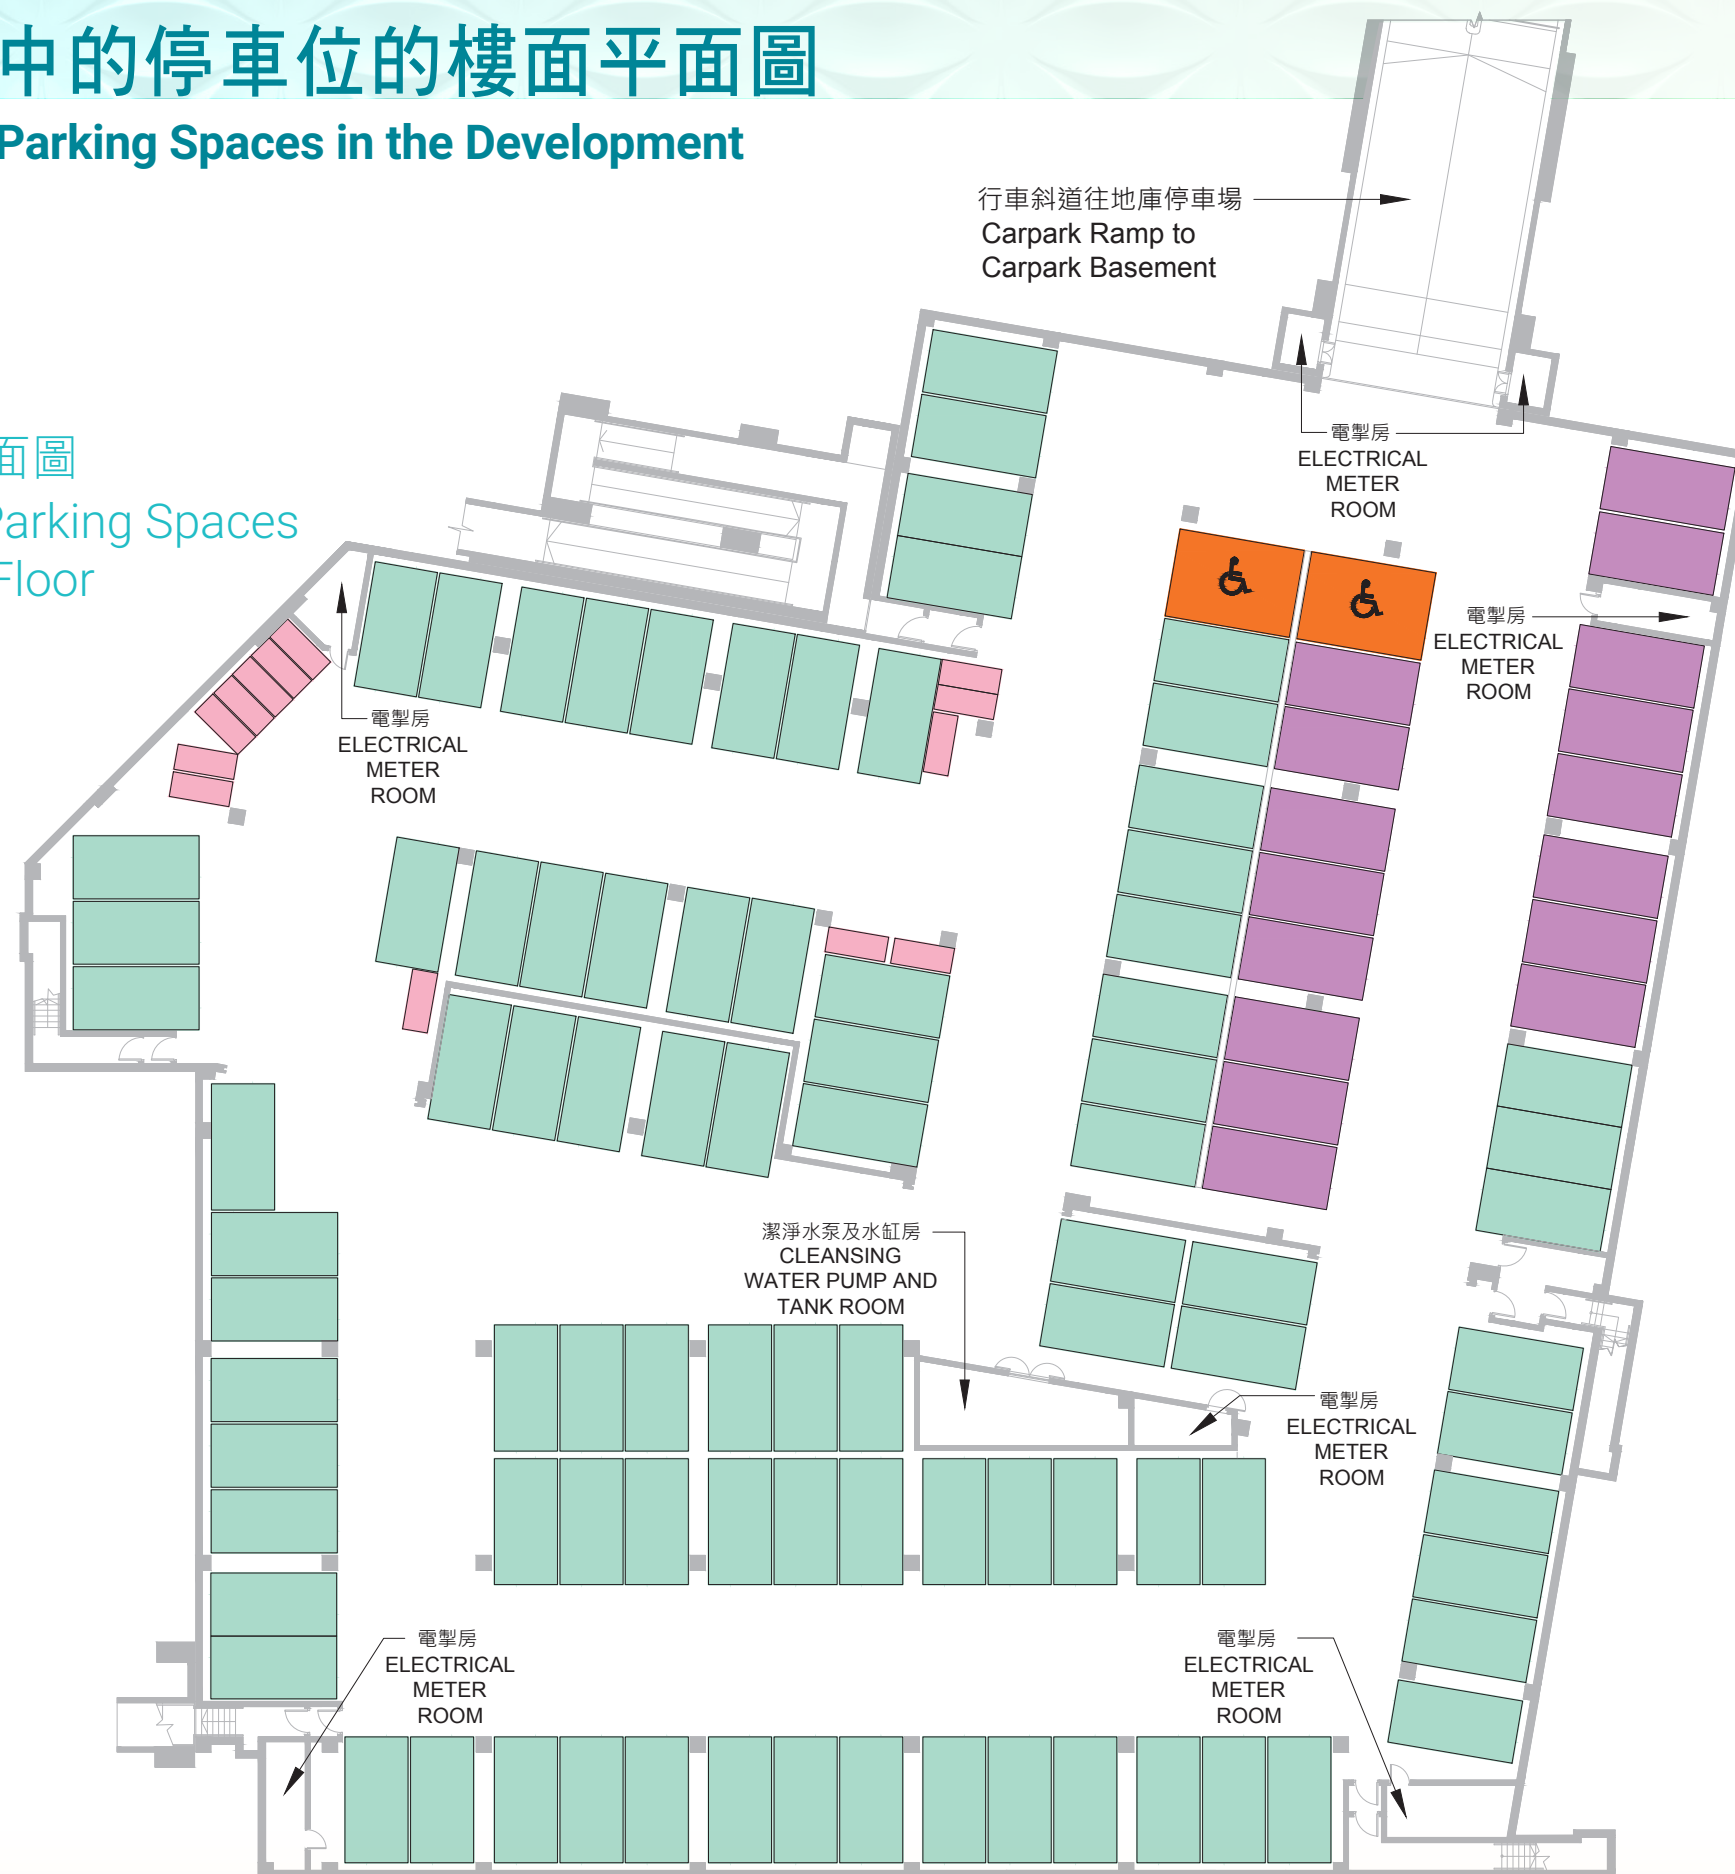 中的停車位的樓面平面圖
Parking Spaces in the Development
行車斜道往地庫停車場
Carpark Ramp to
Carpark Basement
面圖
Parking Spaces
Floor
電掣房
ELECTRICAL
METER
ROOM
電掣房
ELECTRICAL
METER
ROOM
電掣房
ELECTRICAL
METER
ROOM
潔淨水泵及水缸房
CLEANSING
WATER PUMP AND
TANK ROOM
電掣房
ELECTRICAL
METER
ROOM
電掣房
ELECTRICAL
METER
ROOM
電掣房
ELECTRICAL
METER
ROOM